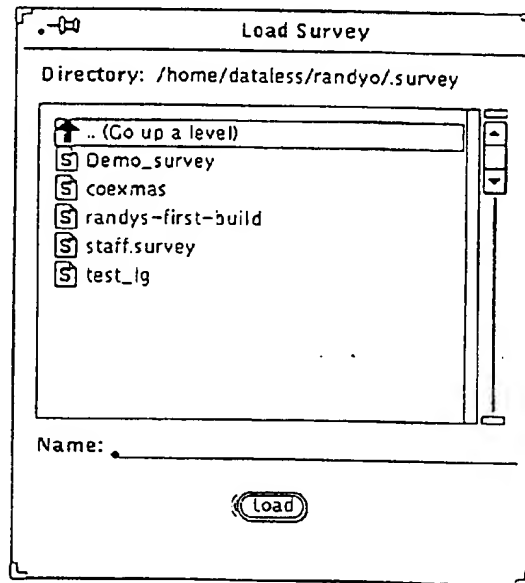 Load Survey
Directory: /home/dataless/randyo/.survey
.. (Go up a level)
S Demo_survey
S coexmas
S randys-first-build
S staff.survey
S test_lg
Name:
Load